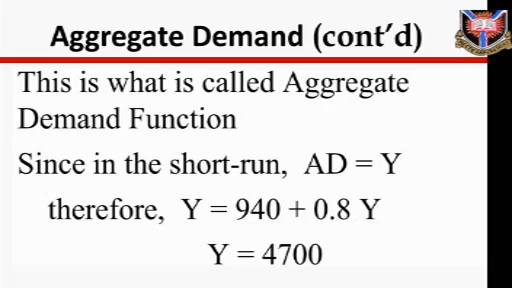 Aggregate Demand (cont’d)
This is what is called Aggregate
Demand Function
Since in the short-run, AD = Y
therefore, Y = 940 + 0.8 Y
Y = 4700